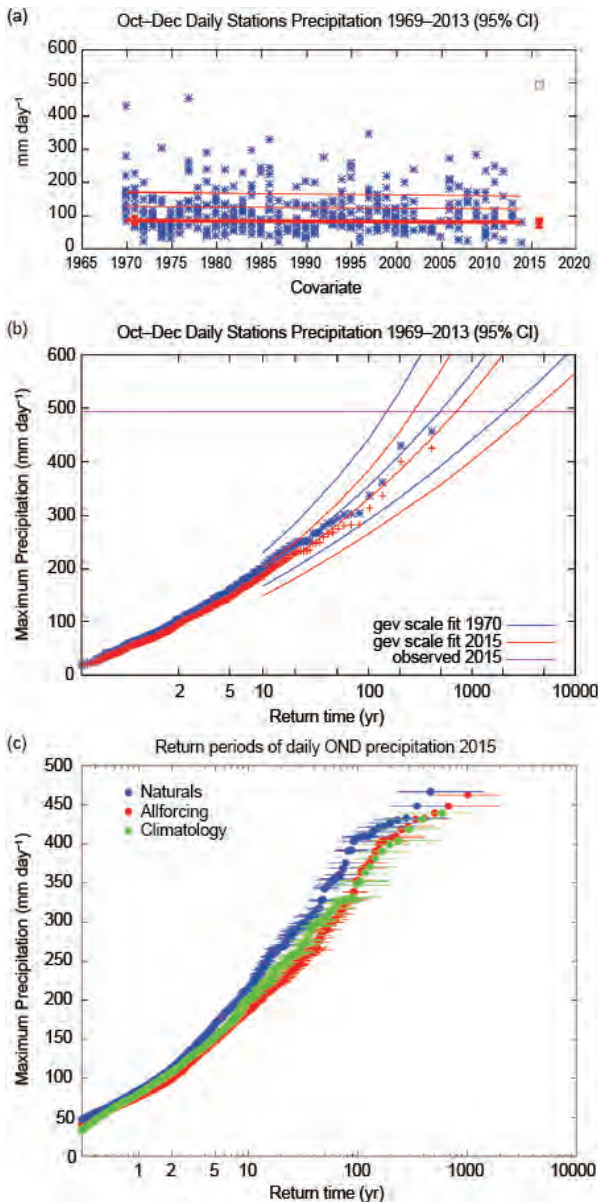 (a) Oct–Dec Daily Stations Precipitation 1969–2013 (95% CI)
600
500
400
300
200
100
0
mm day⁻¹
1965 1970 1975 1980 1985 1990 1995 2000 2005 2010 2015 2020
Covariate
(b) Oct–Dec Daily Stations Precipitation 1969–2013 (95% CI)
600
500
400
300
200
100
0
Maximum Precipitation (mm day⁻¹)
gev scale fit 1970
gev scale fit 2015
observed 2015
2 5 10 100 1000 10000
Return time (yr)
(c) Return periods of daily OND precipitation 2015
500
450
400
350
300
250
200
150
100
50
0
Maximum Precipitation (mm day⁻¹)
Naturals
Allforcing
Climatology
1 2 5 10 100 1000 10000
Return time (yr)